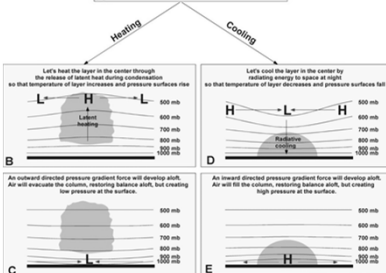 Heating
Cooling
Let's heat the layer in the center through
the release of latent heat during condensation
so that temperature of layer increases and pressure surfaces rise
L H L
500 mb
Latent
heating
600 mb
700 mb
800 mb
900 mb
1000 mb
B
Let's cool the layer in the center by
radiating energy to space at night
so that temperature of layer decreases and pressure surfaces fall
H L H
500 mb
600 mb
700 mb
Radiative
cooling
800 mb
900 mb
1000 mb
D
An outward directed pressure gradient force will develop aloft.
Air will evacuate the column, restoring balance aloft, but creating
low pressure at the surface.
500 mb
600 mb
700 mb
800 mb
900 mb
1000 mb
L
C
An inward directed pressure gradient force will develop aloft.
Air will fill the column, restoring balance aloft, but creating
high pressure at the surface.
500 mb
600 mb
700 mb
800 mb
900 mb
1000 mb
H
E